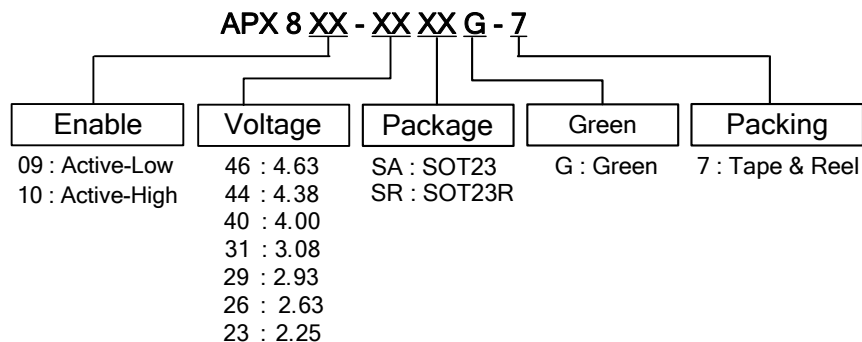 APX 8 XX - XX XX G - 7
Enable
09 : Active-Low
10 : Active-High
Voltage
46 : 4.63
44 : 4.38
40 : 4.00
31 : 3.08
29 : 2.93
26 : 2.63
23 : 2.25
Package
SA : SOT23
SR : SOT23R
Green
G : Green
Packing
7 : Tape & Reel